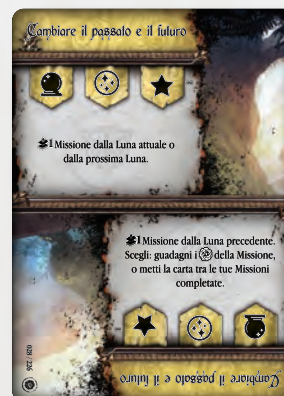 Cambiare il passato e il futuro
1 Missione dalla Luna attuale o
dalla prossima Luna.
1 Missione dalla Luna precedente.
Scegli: guadagni i della Missione,
o metti la carta tra le tue Missioni
completate.
Cambiare il passato e il futuro